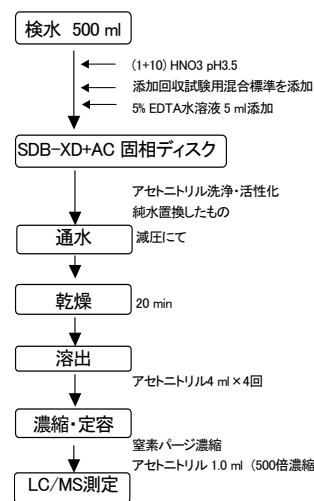 検水 500 ml
(1+10) HNO3 pH3.5
添加回収試験用混合標準を添加
5% EDTA水溶液 5 ml添加
SDB-XD+AC 固相ディスク
アセトニトリル洗浄・活性化
純水置換したもの
通水
減圧にて
乾燥
20 min
溶出
アセトニトリル4 ml×4回
濃縮・定容
窒素パージ濃縮
アセトニトリル 1.0 ml (500倍濃縮
LC/MS測定